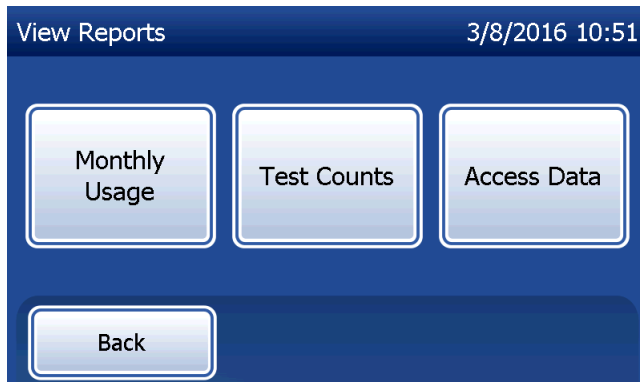 View Reports
3/8/2016 10:51
Monthly
Usage
Test Counts
Access Data
Back